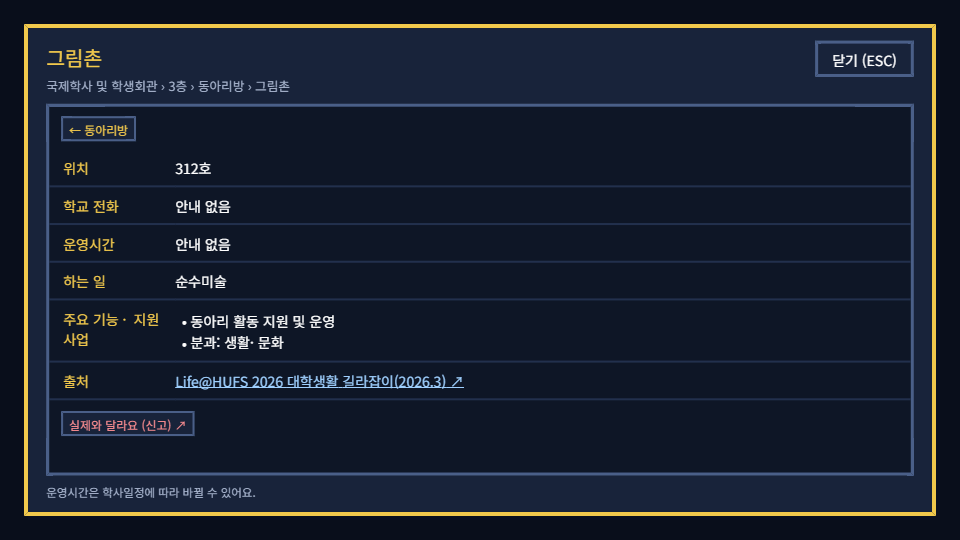 그림촌
닫기 (ESC)
국제학사 및 학생회관 › 3층 › 동아리방 › 그림촌
← 동아리방
위치 312호
학교 전화 안내 없음
운영시간 안내 없음
하는 일 순수미술
주요 기능 · 지원 사업
• 동아리 활동 지원 및 운영
• 분과: 생활· 문화
출처 Life@HUFS 2026 대학생활 길라잡이(2026.3) ↗
실제와 달라요 (신고) ↗
운영시간은 학사일정에 따라 바뀔 수 있어요.